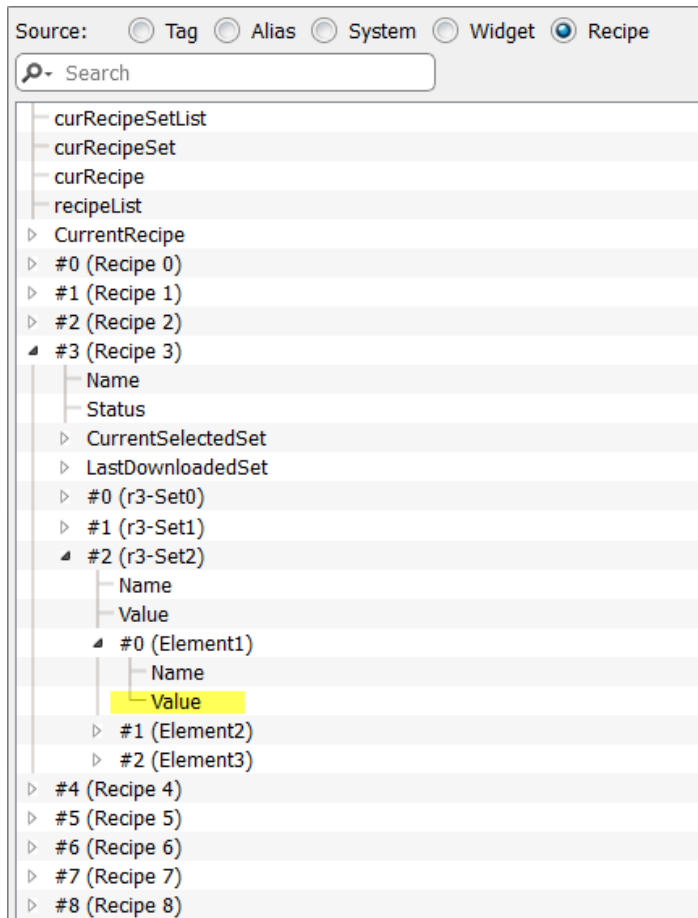 Source: Tag Alias System Widget Recipe
Search
curRecipeSetList
curRecipeSet
curRecipe
recipeList
CurrentRecipe
#0 (Recipe 0)
#1 (Recipe 1)
#2 (Recipe 2)
#3 (Recipe 3)
Name
Status
CurrentSelectedSet
LastDownloadedSet
#0 (r3-Set0)
#1 (r3-Set1)
#2 (r3-Set2)
Name
Value
#0 (Element1)
Name
Value
#1 (Element2)
#2 (Element3)
#4 (Recipe 4)
#5 (Recipe 5)
#6 (Recipe 6)
#7 (Recipe 7)
#8 (Recipe 8)